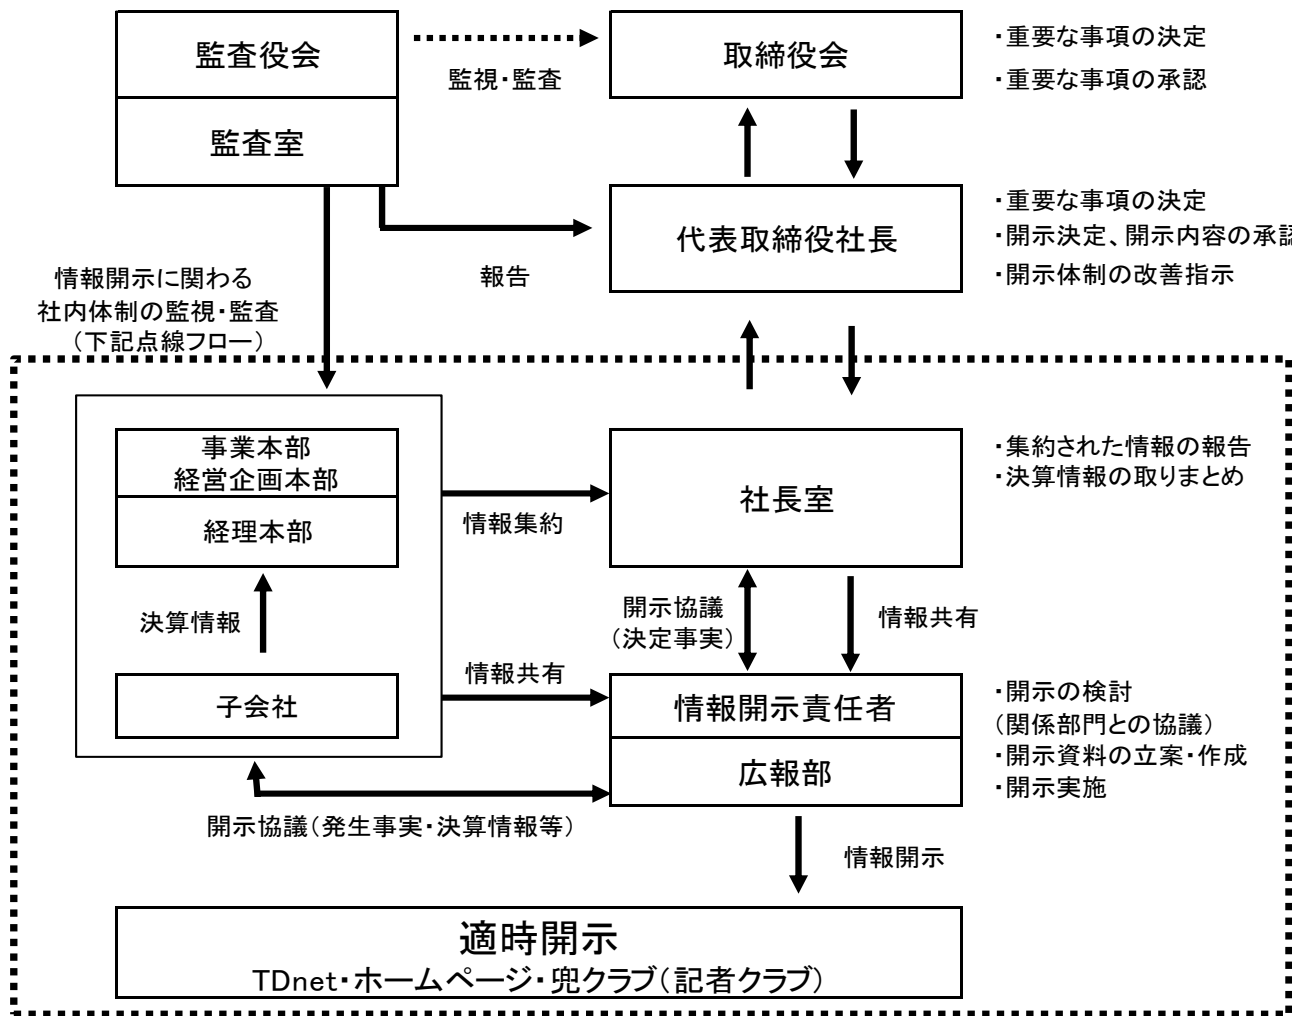 監査役会
監査室
監視・監査
取締役会
・重要な事項の決定
・重要な事項の承認
代表取締役社長
・重要な事項の決定
・開示決定、開示内容の承認
・開示体制の改善指示
報告
情報開示に関わる
社内体制の監視・監査
(下記点線フロー)
事業本部
経営企画本部
経理本部
決算情報
子会社
情報集約
社長室
・集約された情報の報告
・決算情報の取りまとめ
開示協議
(決定事実)
情報共有
情報共有
情報開示責任者
広報部
・開示の検討
(関係部門との協議)
・開示資料の立案・作成
・開示実施
開示協議(発生事実・決算情報等)
情報開示
適時開示
TDnet・ホームページ・兜クラブ(記者クラブ)